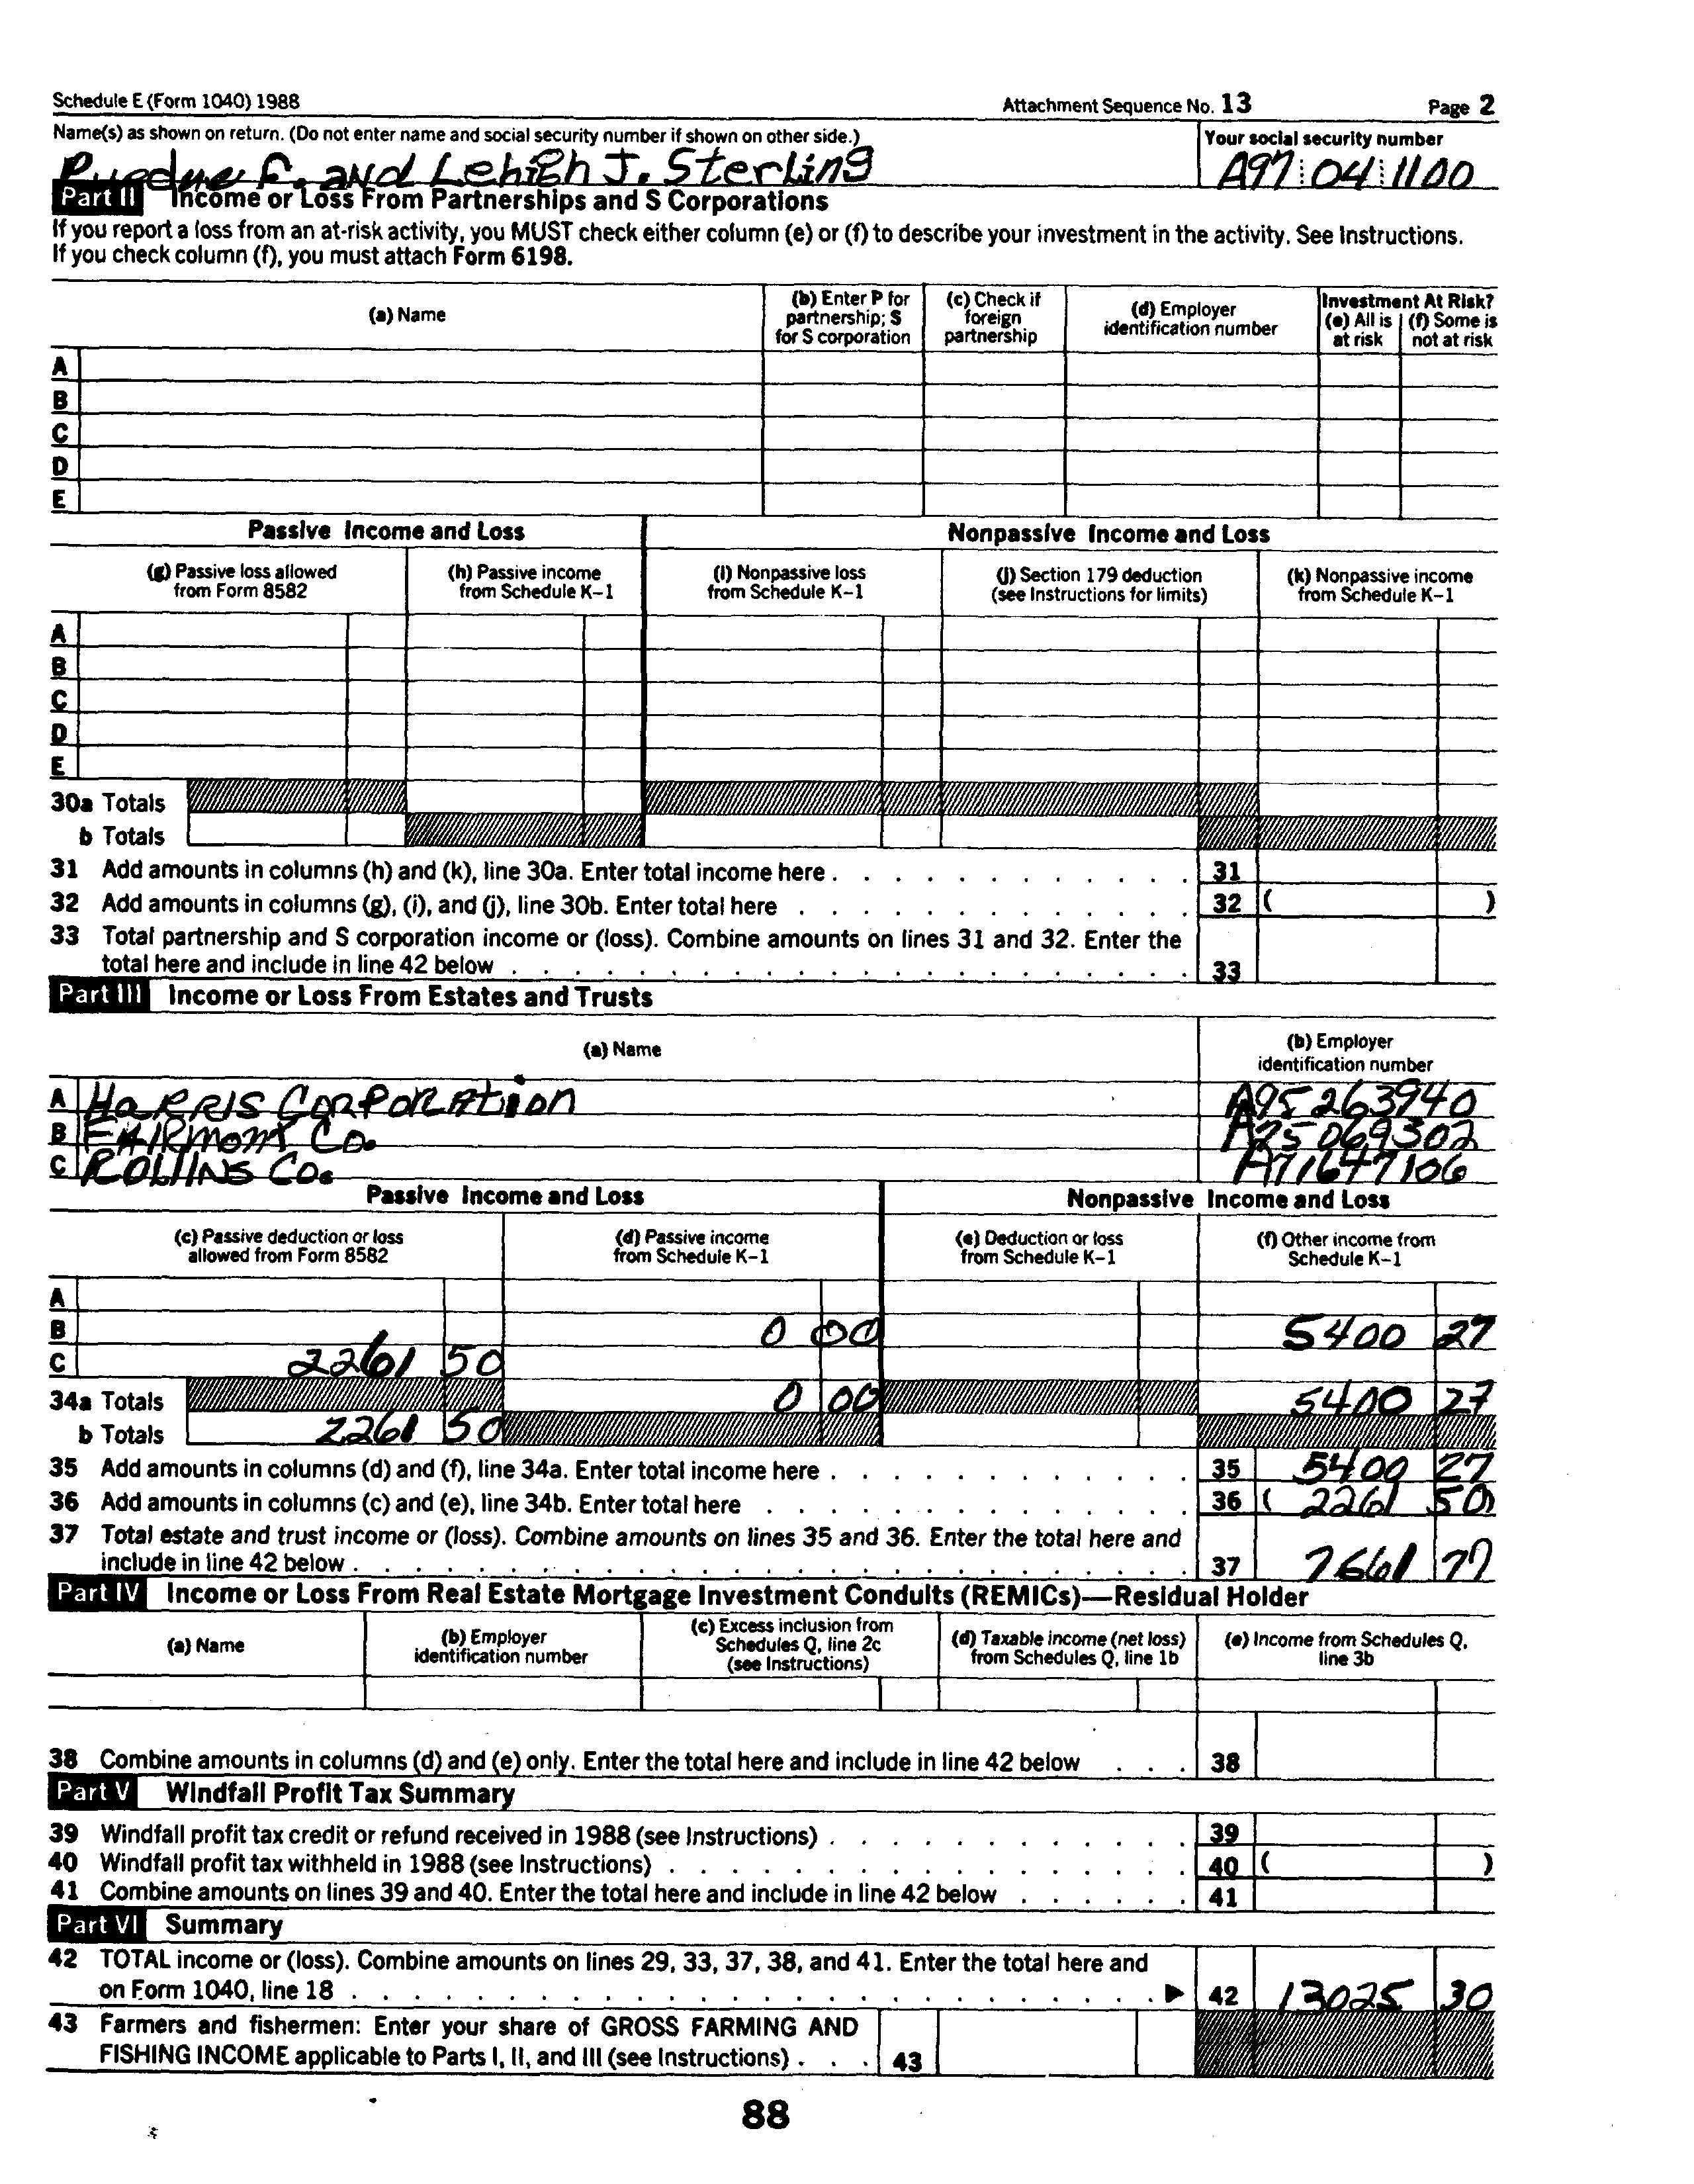 Schedule E (Form 1040) 1988 Attachment Sequence No. 13 Page 2
Name(s) as shown on return. (Do not enter name and social security number if shown on other side.) Your social security number
Purdue E. and Lehigh J. Sterling A97 04 1100
Part II Income or Loss From Partnerships and S Corporations
If you report a loss from an at-risk activity, you MUST check either column (e) or (f) to describe your investment in the activity. See Instructions.
If you check column (f), you must attach Form 6198.
(a) Name (b) Enter P for partnership; S for S corporation (c) Check if foreign partnership (d) Employer identification number Investment At Risk? (e) All is at risk (f) Some is not at risk
A
B
C
D
E
Passive Income and Loss Nonpassive Income and Loss
(g) Passive loss allowed from Form 8582 (h) Passive income from Schedule K-1 (i) Nonpassive loss from Schedule K-1 (j) Section 179 deduction (see Instructions for limits) (k) Nonpassive income from Schedule K-1
A
B
C
D
E
30a Totals
b Totals
31 Add amounts in columns (h) and (k), line 30a. Enter total income here . . . . . . . . . . . . 31
32 Add amounts in columns (g), (i), and (j), line 30b. Enter total here . . . . . . . . . . . . . 32 ( )
33 Total partnership and S corporation income or (loss). Combine amounts on lines 31 and 32. Enter the
total here and include in line 42 below . . . . . . . . . . . . . . . . . . . . . . 33
Part III Income or Loss From Estates and Trusts
(a) Name (b) Employer identification number
A HARRIS CORPORAtion A95263940
B FAIRMONT CO. A25069302
C ROLLINS CO. A71647106
Passive Income and Loss Nonpassive Income and Loss
(c) Passive deduction or loss allowed from Form 8582 (d) Passive income from Schedule K-1 (e) Deduction or loss from Schedule K-1 (f) Other income from Schedule K-1
A
B 0 00 5400 27
C 2261 50
34a Totals 0 00 5400 27
b Totals 2261 50
35 Add amounts in columns (d) and (f), line 34a. Enter total income here . . . . . . . . . . . . 35 5400 27
36 Add amounts in columns (c) and (e), line 34b. Enter total here . . . . . . . . . . . . . . 36 ( 2261 50)
37 Total estate and trust income or (loss). Combine amounts on lines 35 and 36. Enter the total here and
include in line 42 below . . . . . . . . . . . . . . . . . . . . . . . . . . . 37 7661 77
Part IV Income or Loss From Real Estate Mortgage Investment Conduits (REMICs)—Residual Holder
(a) Name (b) Employer identification number (c) Excess inclusion from Schedules Q, line 2c (see Instructions) (d) Taxable income (net loss) from Schedules Q, line 1b (e) Income from Schedules Q, line 3b
38 Combine amounts in columns (d) and (e) only. Enter the total here and include in line 42 below . . . 38
Part V Windfall Profit Tax Summary
39 Windfall profit tax credit or refund received in 1988 (see Instructions) . . . . . . . . . . . . 39
40 Windfall profit tax withheld in 1988 (see Instructions) . . . . . . . . . . . . . . . . . 40 ( )
41 Combine amounts on lines 39 and 40. Enter the total here and include in line 42 below . . . . . . 41
Part VI Summary
42 TOTAL income or (loss). Combine amounts on lines 29, 33, 37, 38, and 41. Enter the total here and
on Form 1040, line 18 . . . . . . . . . . . . . . . . . . . . . . . . . . ▶ 42 13025 30
43 Farmers and fishermen: Enter your share of GROSS FARMING AND
FISHING INCOME applicable to Parts I, II, and III (see Instructions) . . . 43
88